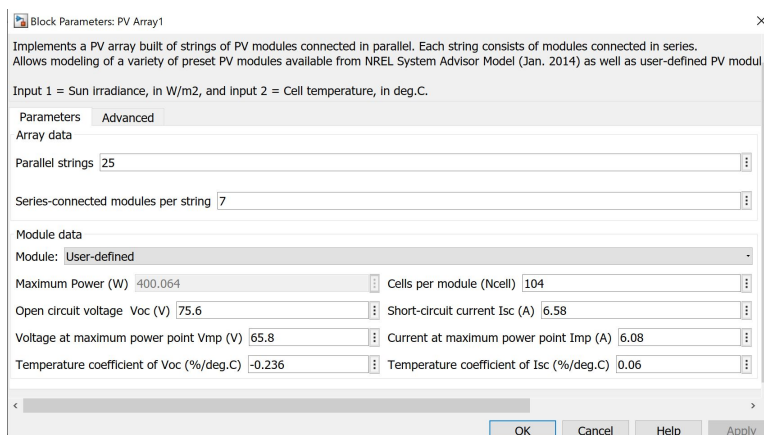 Block Parameters: PV Array1
Implements a PV array built of strings of PV modules connected in parallel. Each string consists of modules connected in series.
Allows modeling of a variety of preset PV modules available from NREL System Advisor Model (Jan. 2014) as well as user-defined PV modul
Input 1 = Sun irradiance, in W/m2, and input 2 = Cell temperature, in deg.C.
Parameters Advanced
Array data
Parallel strings 25
Series-connected modules per string 7
Module data
Module: User-defined
Maximum Power (W) 400.064 Cells per module (Ncell) 104
Open circuit voltage Voc (V) 75.6 Short-circuit current Isc (A) 6.58
Voltage at maximum power point Vmp (V) 65.8 Current at maximum power point Imp (A) 6.08
Temperature coefficient of Voc (%/deg.C) -0.236 Temperature coefficient of Isc (%/deg.C) 0.06
OK Cancel Help Apply